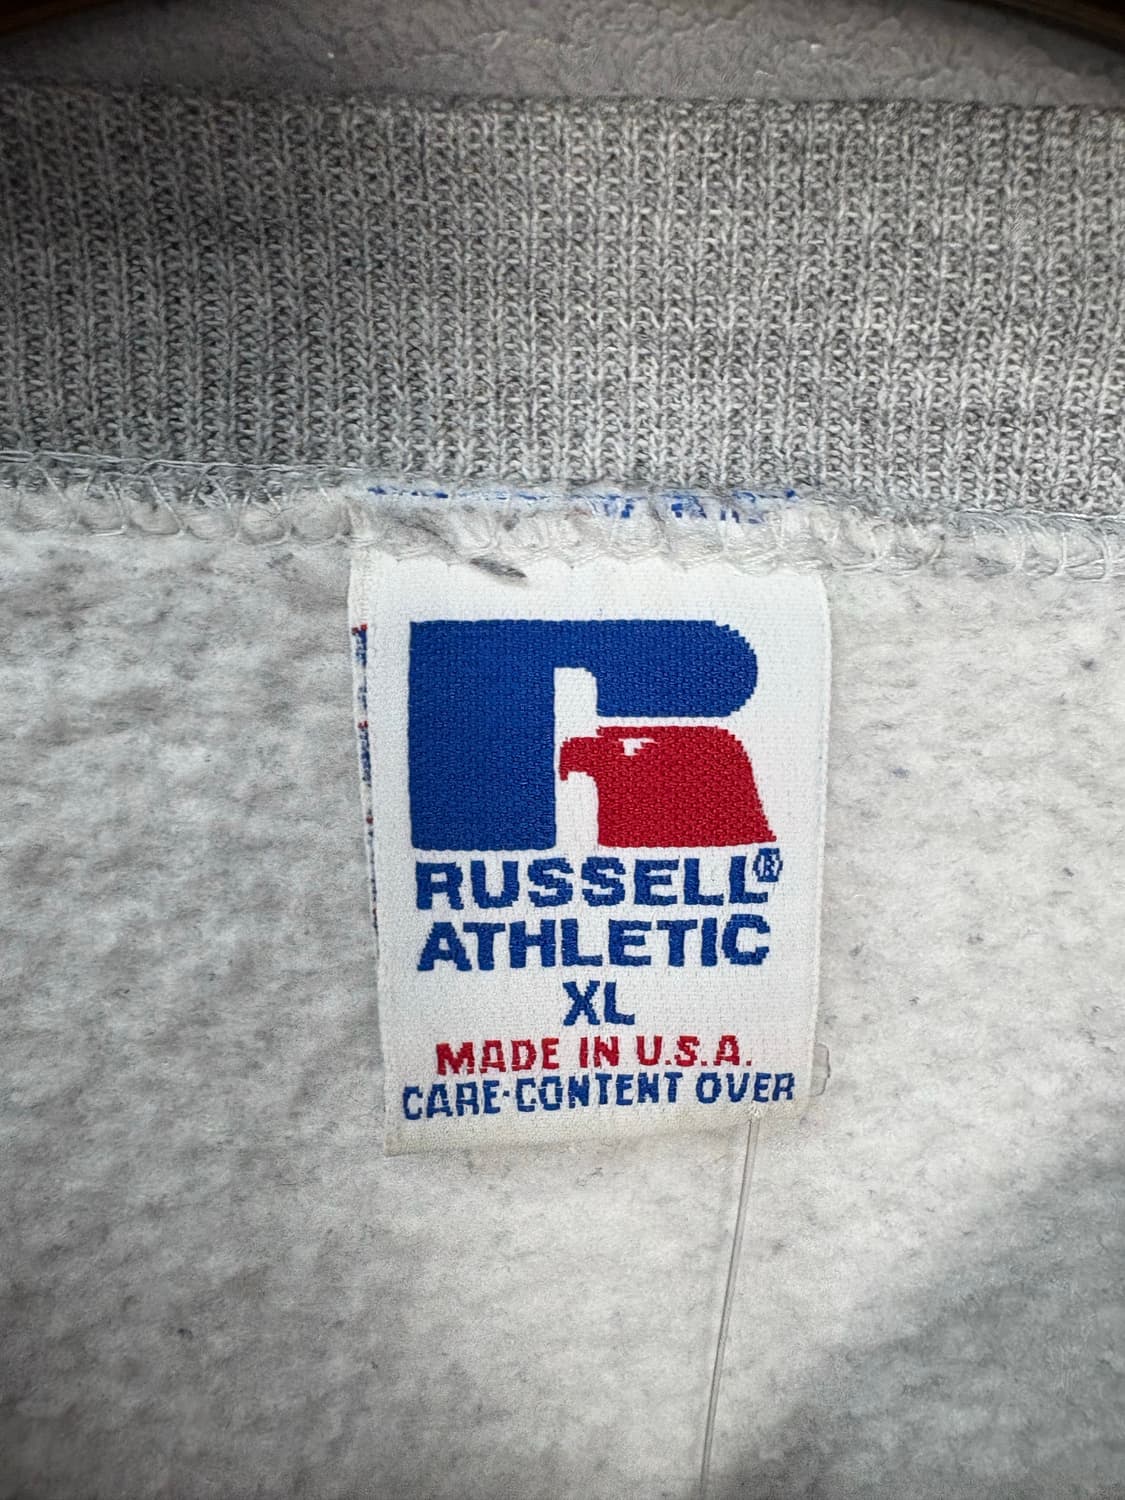 RUSSELL®
ATHLETIC
XL
MADE IN U.S.A.
CARE·CONTENT OVER